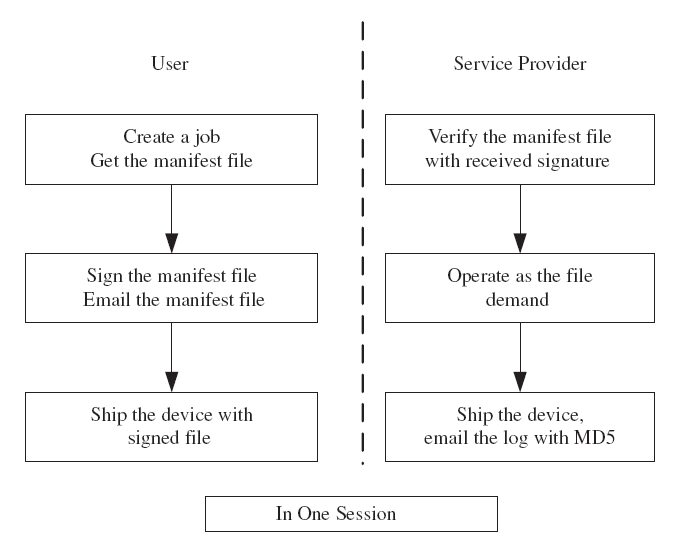 User
Create a job
Get the manifest file
Sign the manifest file
Email the manifest file
Ship the device with
signed file
Service Provider
Verify the manifest file
with received signature
Operate as the file
demand
Ship the device,
email the log with MD5
In One Session